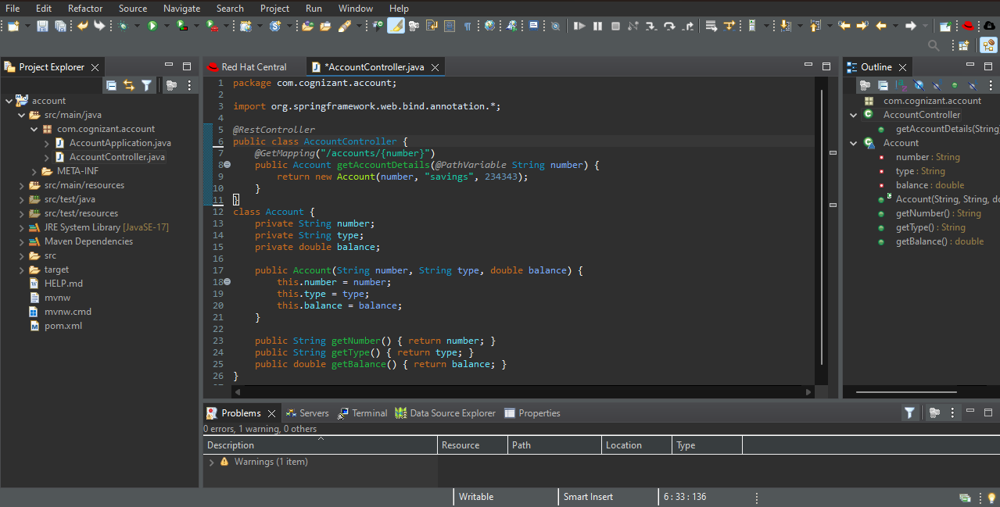 File Edit Refactor Source Navigate Search Project Run Window Help
Project Explorer
account
src/main/java
com.cognizant.account
AccountApplication.java
AccountController.java
META-INF
src/main/resources
src/test/java
src/test/resources
JRE System Library [JavaSE-17]
Maven Dependencies
src
target
HELP.md
mvnw
mvnw.cmd
pom.xml
Red Hat Central
*AccountController.java
1 package com.cognizant.account;
2
3 import org.springframework.web.bind.annotation.*;
4
5 @RestController
6 public class AccountController {
7 @GetMapping("/accounts/{number}")
8 public Account getAccountDetails(@PathVariable String number) {
9 return new Account(number, "savings", 234343);
10 }
11 }
12 class Account {
13 private String number;
14 private String type;
15 private double balance;
16
17 public Account(String number, String type, double balance) {
18 this.number = number;
19 this.type = type;
20 this.balance = balance;
21 }
22
23 public String getNumber() { return number; }
24 public String getType() { return type; }
25 public double getBalance() { return balance; }
26 }
Outline
com.cognizant.account
AccountController
getAccountDetails(String
Account
number : String
type : String
balance : double
Account(String, String, do
getNumber() : String
getType() : String
getBalance() : double
Problems Servers Terminal Data Source Explorer Properties
0 errors, 1 warning, 0 others
Description Resource Path Location Type
Warnings (1 item)
Writable Smart Insert 6 : 33 : 136